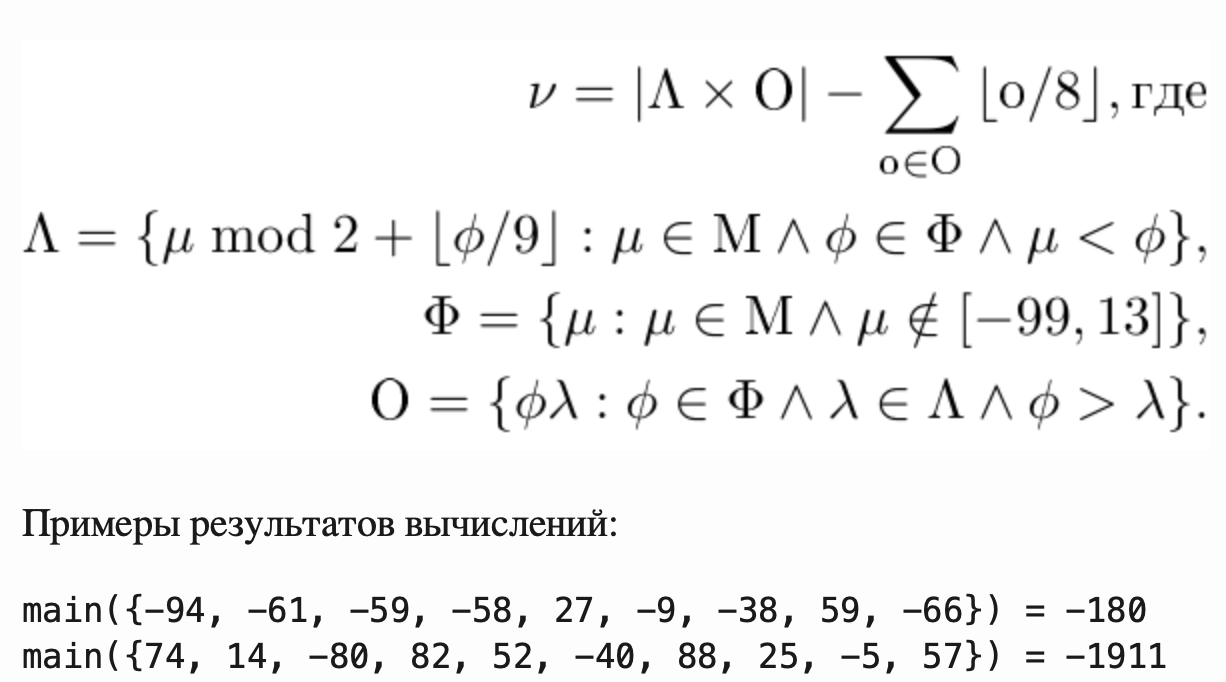 ν = |Λ × O| − ∑ ⌊o/8⌋, где
o∈O
Λ = {μ mod 2 + ⌊ϕ/9⌋ : μ ∈ M ∧ ϕ ∈ Φ ∧ μ < ϕ},
Φ = {μ : μ ∈ M ∧ μ ∉ [−99, 13]},
O = {ϕλ : ϕ ∈ Φ ∧ λ ∈ Λ ∧ ϕ > λ}.
Примеры результатов вычислений:
main({-94, -61, -59, -58, 27, -9, -38, 59, -66}) = -180
main({74, 14, -80, 82, 52, -40, 88, 25, -5, 57}) = -1911